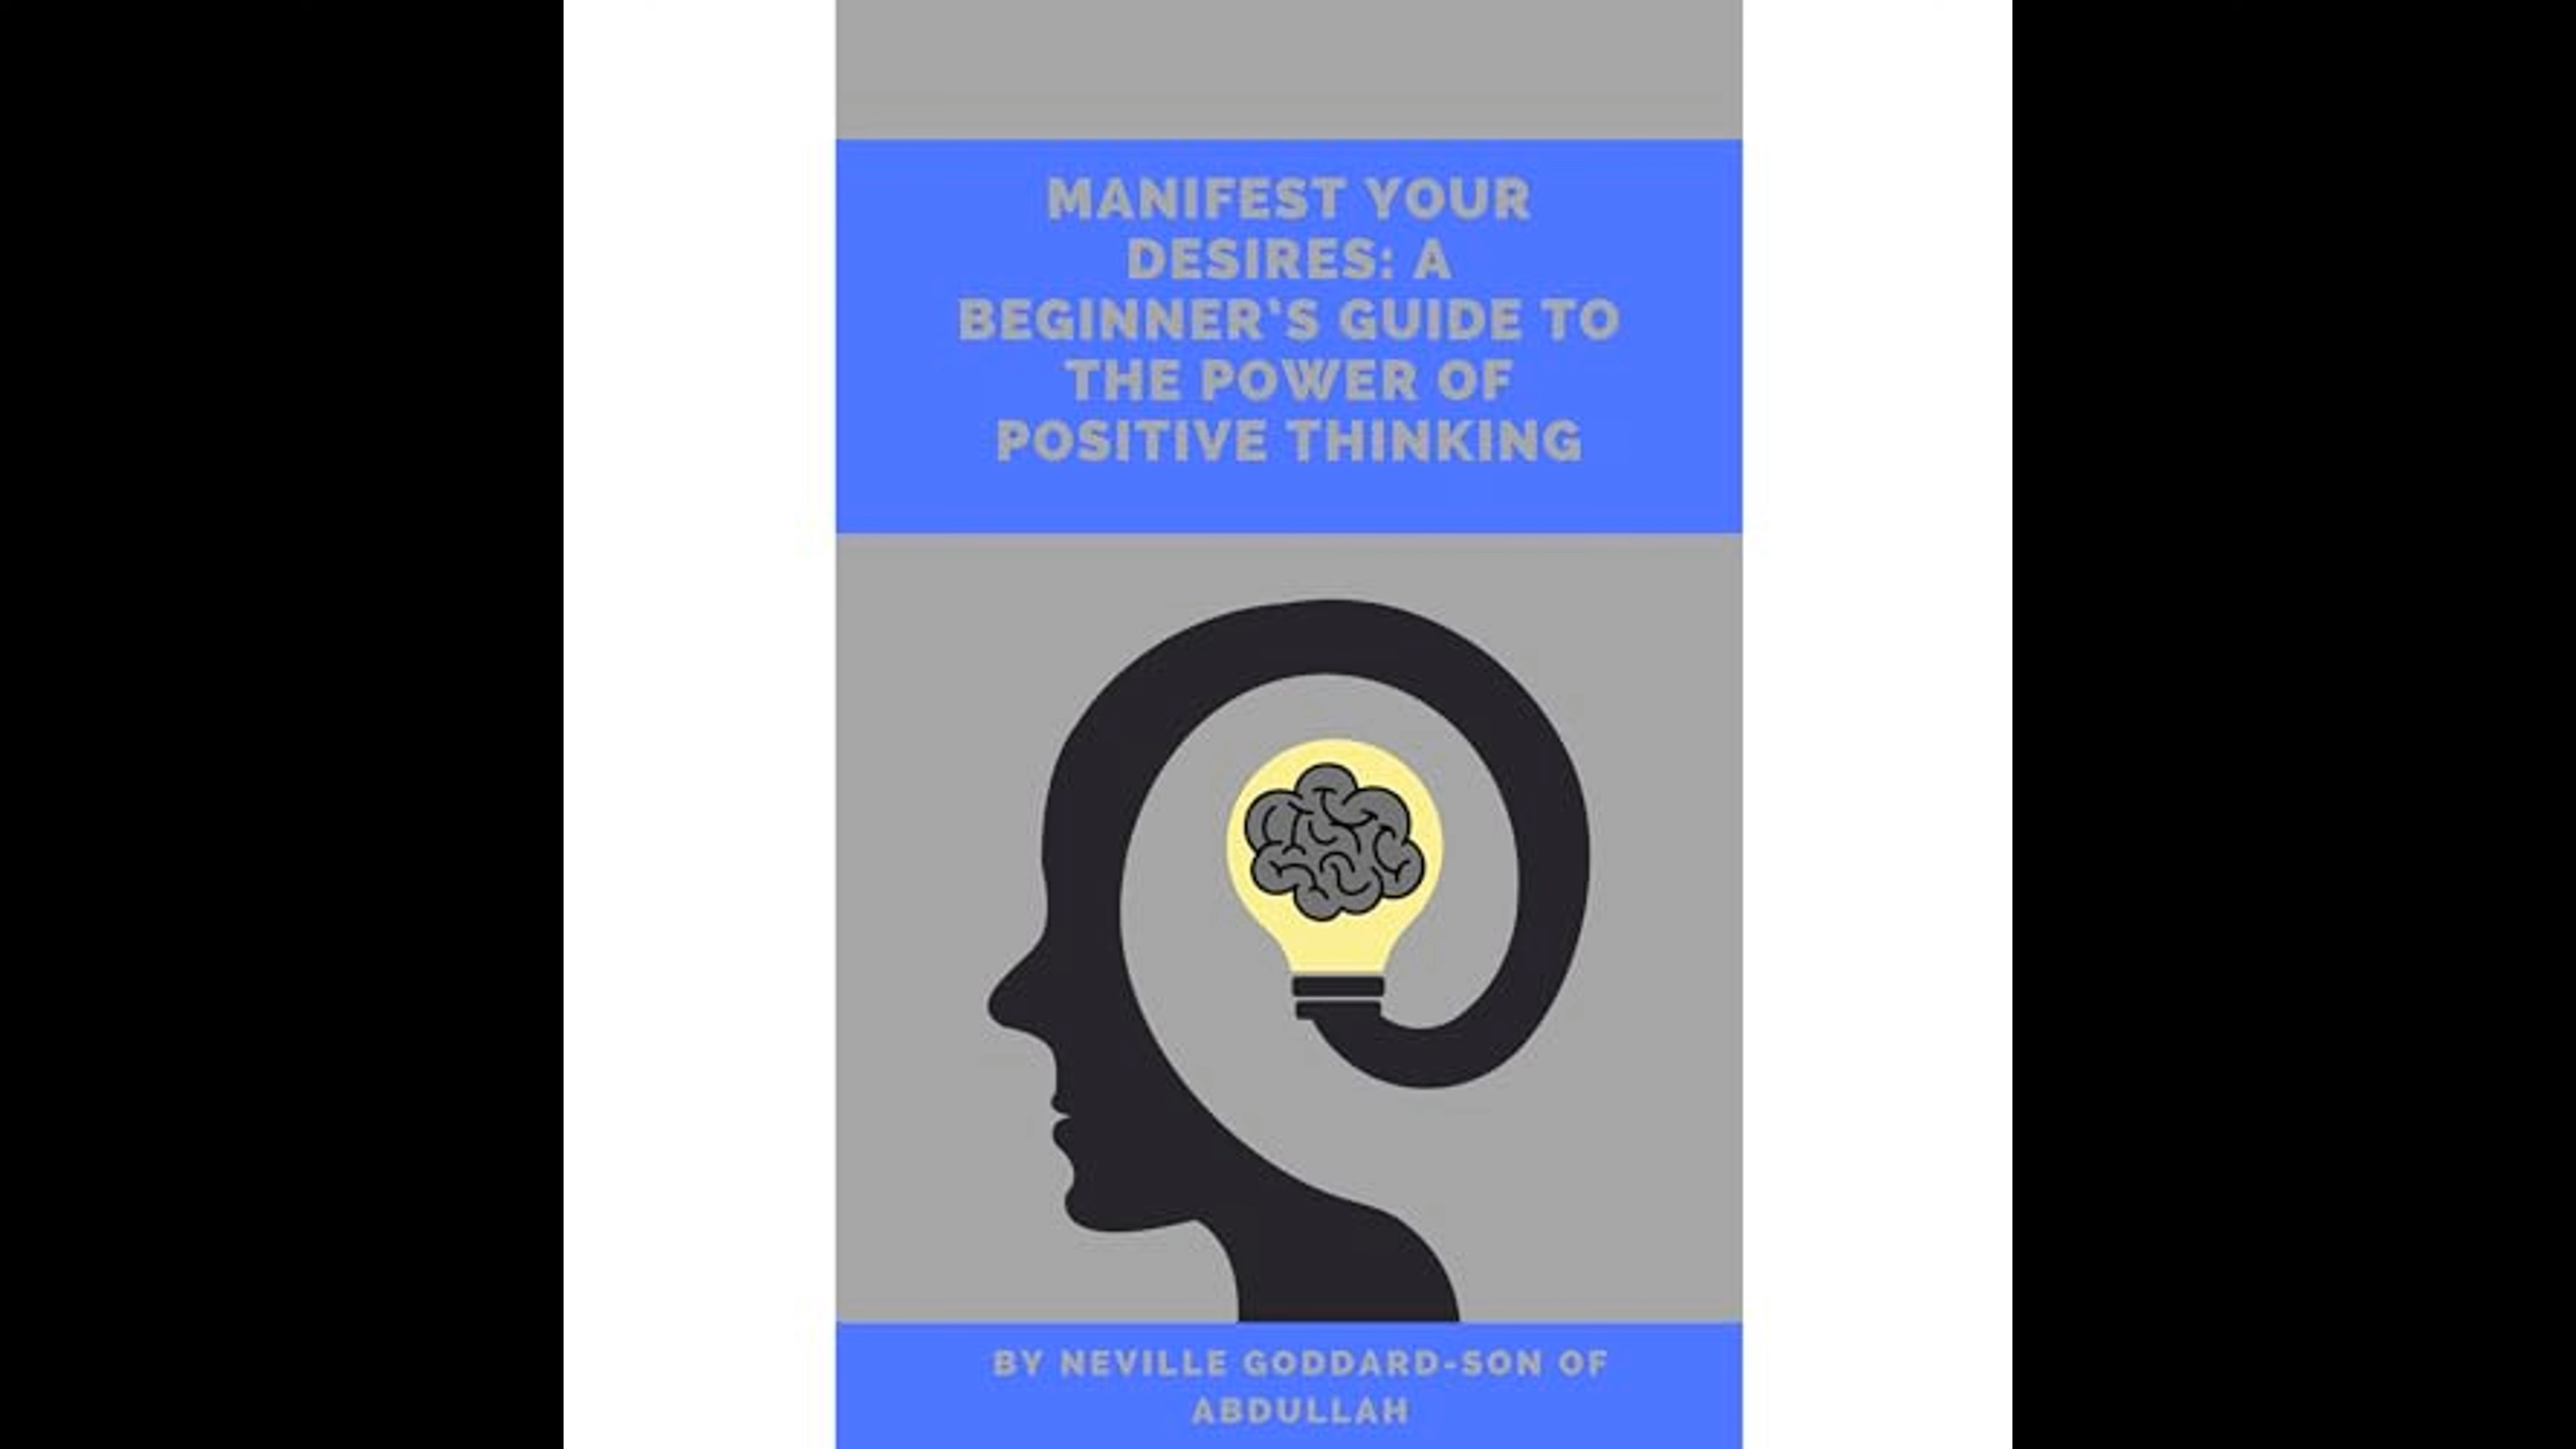 MANIFEST YOUR
DESIRES: A
BEGINNER'S GUIDE TO
THE POWER OF
POSITIVE THINKING
BY NEVILLE GODDARD-SON OF
ABDULLAH